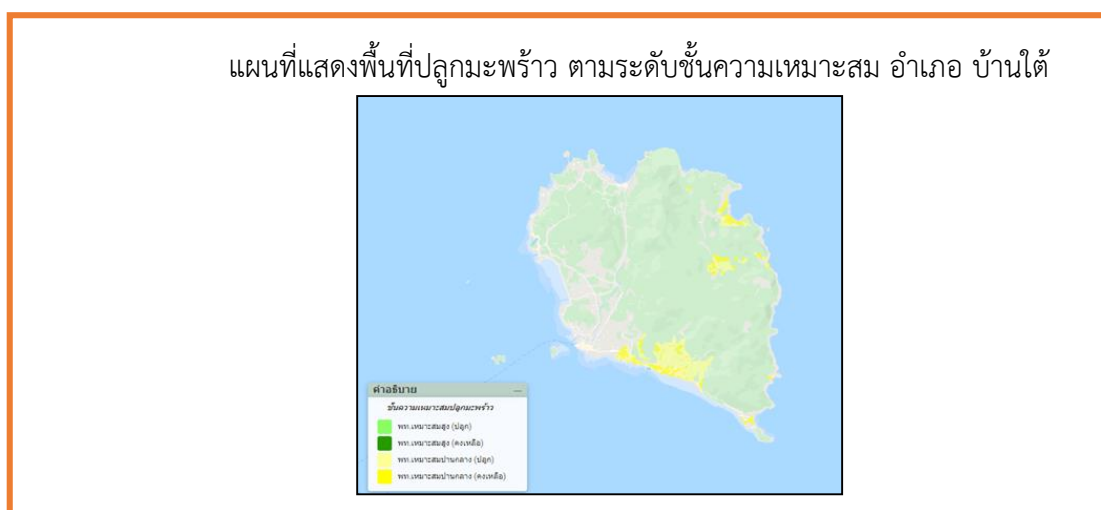 แผนที่แสดงพื้นที่ปลูกมะพร้าว ตามระดับชั้นความเหมาะสม อำเภอ บ้านใต้
คำอธิบาย
ชั้นความเหมาะสมปลูกมะพร้าว
พท.เหมาะสมสูง (ปลูก)
พท.เหมาะสมสูง (คงเหลือ)
พท.เหมาะสมปานกลาง (ปลูก)
พท.เหมาะสมปานกลาง (คงเหลือ)